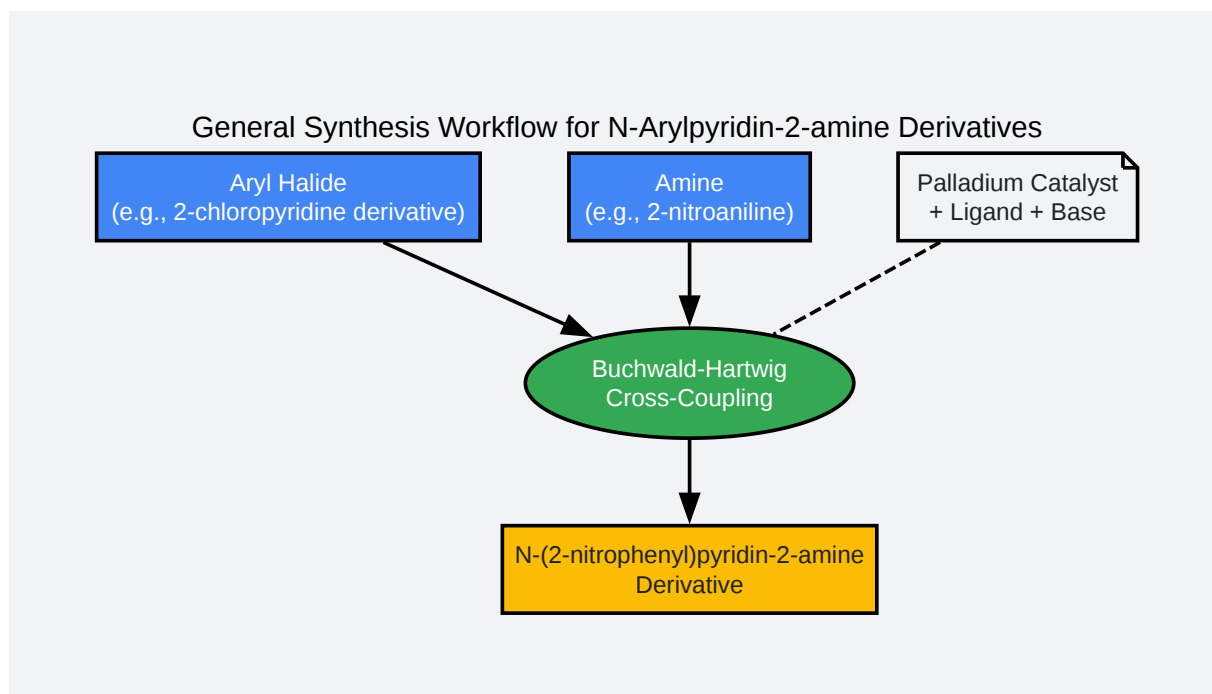 General Synthesis Workflow for N-Arylpyridin-2-amine Derivatives
Aryl Halide
(e.g., 2-chloropyridine derivative)
Amine
(e.g., 2-nitroaniline)
Palladium Catalyst
+ Ligand + Base
Buchwald-Hartwig
Cross-Coupling
N-(2-nitrophenyl)pyridin-2-amine
Derivative